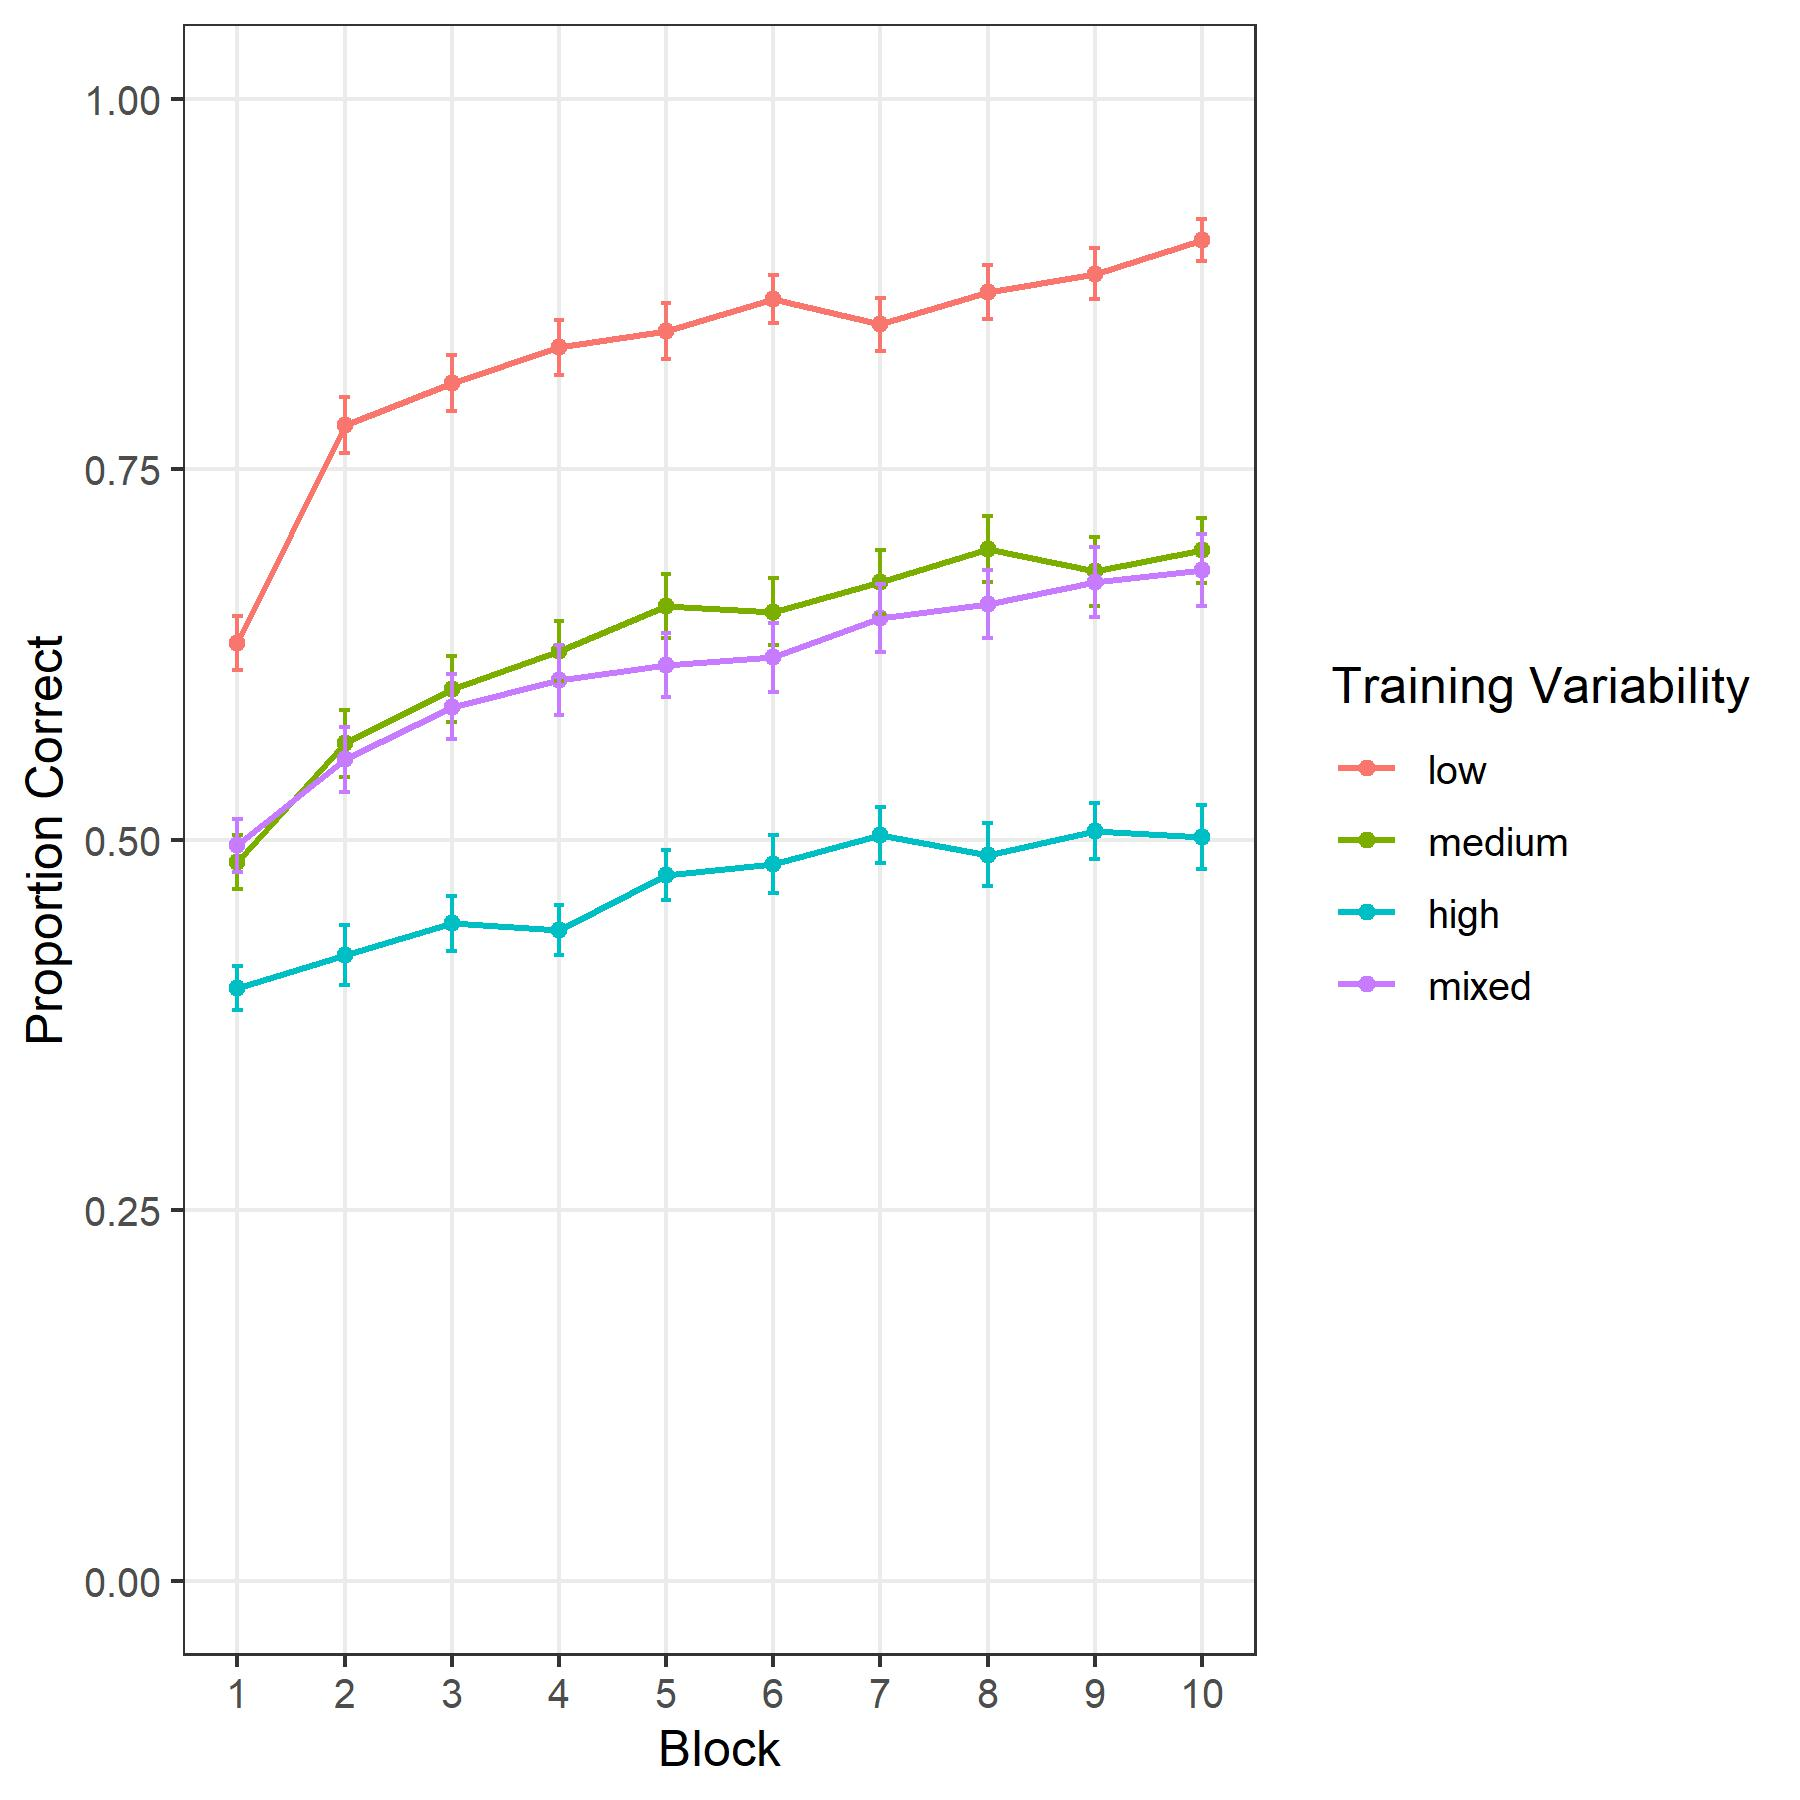 1.00
0.75
0.50
0.25
0.00
Proportion Correct
1 2 3 4 5 6 7 8 9 10
Block
Training Variability
low
medium
high
mixed